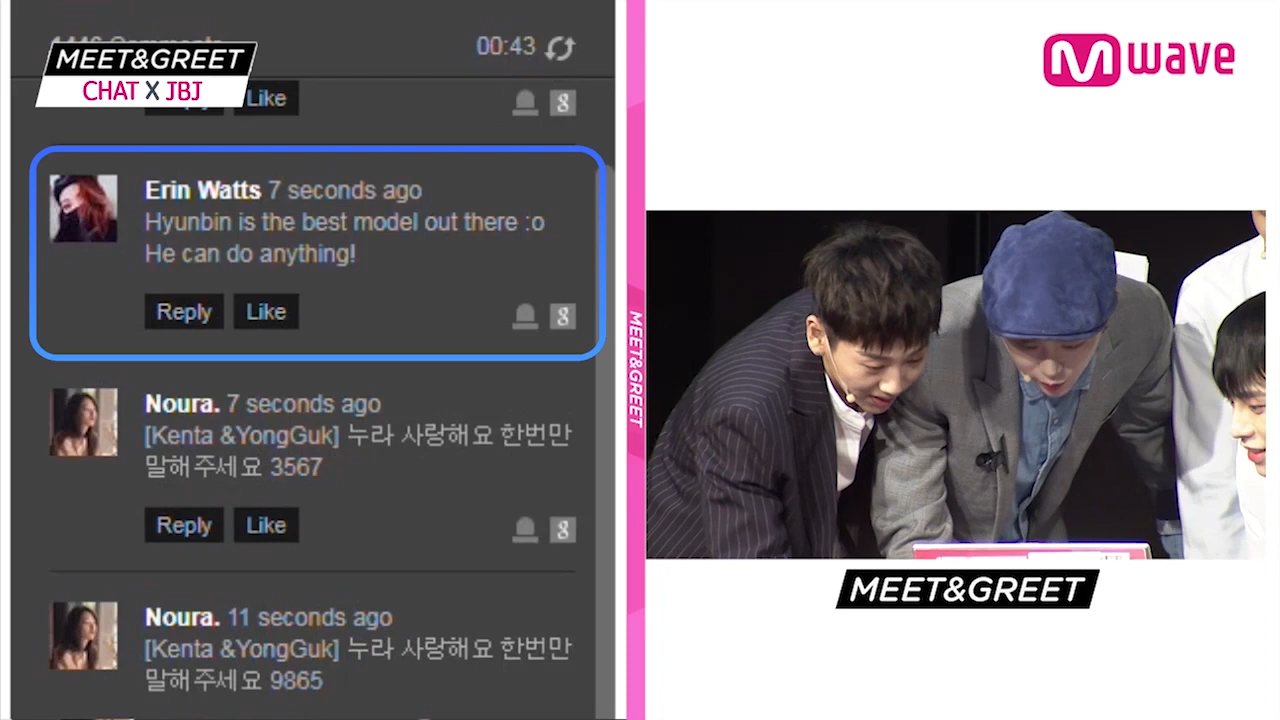 00:43
MEET&GREET
CHAT X JBJ
Like
Erin Watts 7 seconds ago
Hyunbin is the best model out there :o
He can do anything!
Reply Like
Noura. 7 seconds ago
[Kenta &YongGuk] 누라 사랑해요 한번만
말해주세요 3567
Reply Like
Noura. 11 seconds ago
[Kenta &YongGuk] 누라 사랑해요 한번만
말해주세요 9865
MEET&GREET
M wave
MEET&GREET